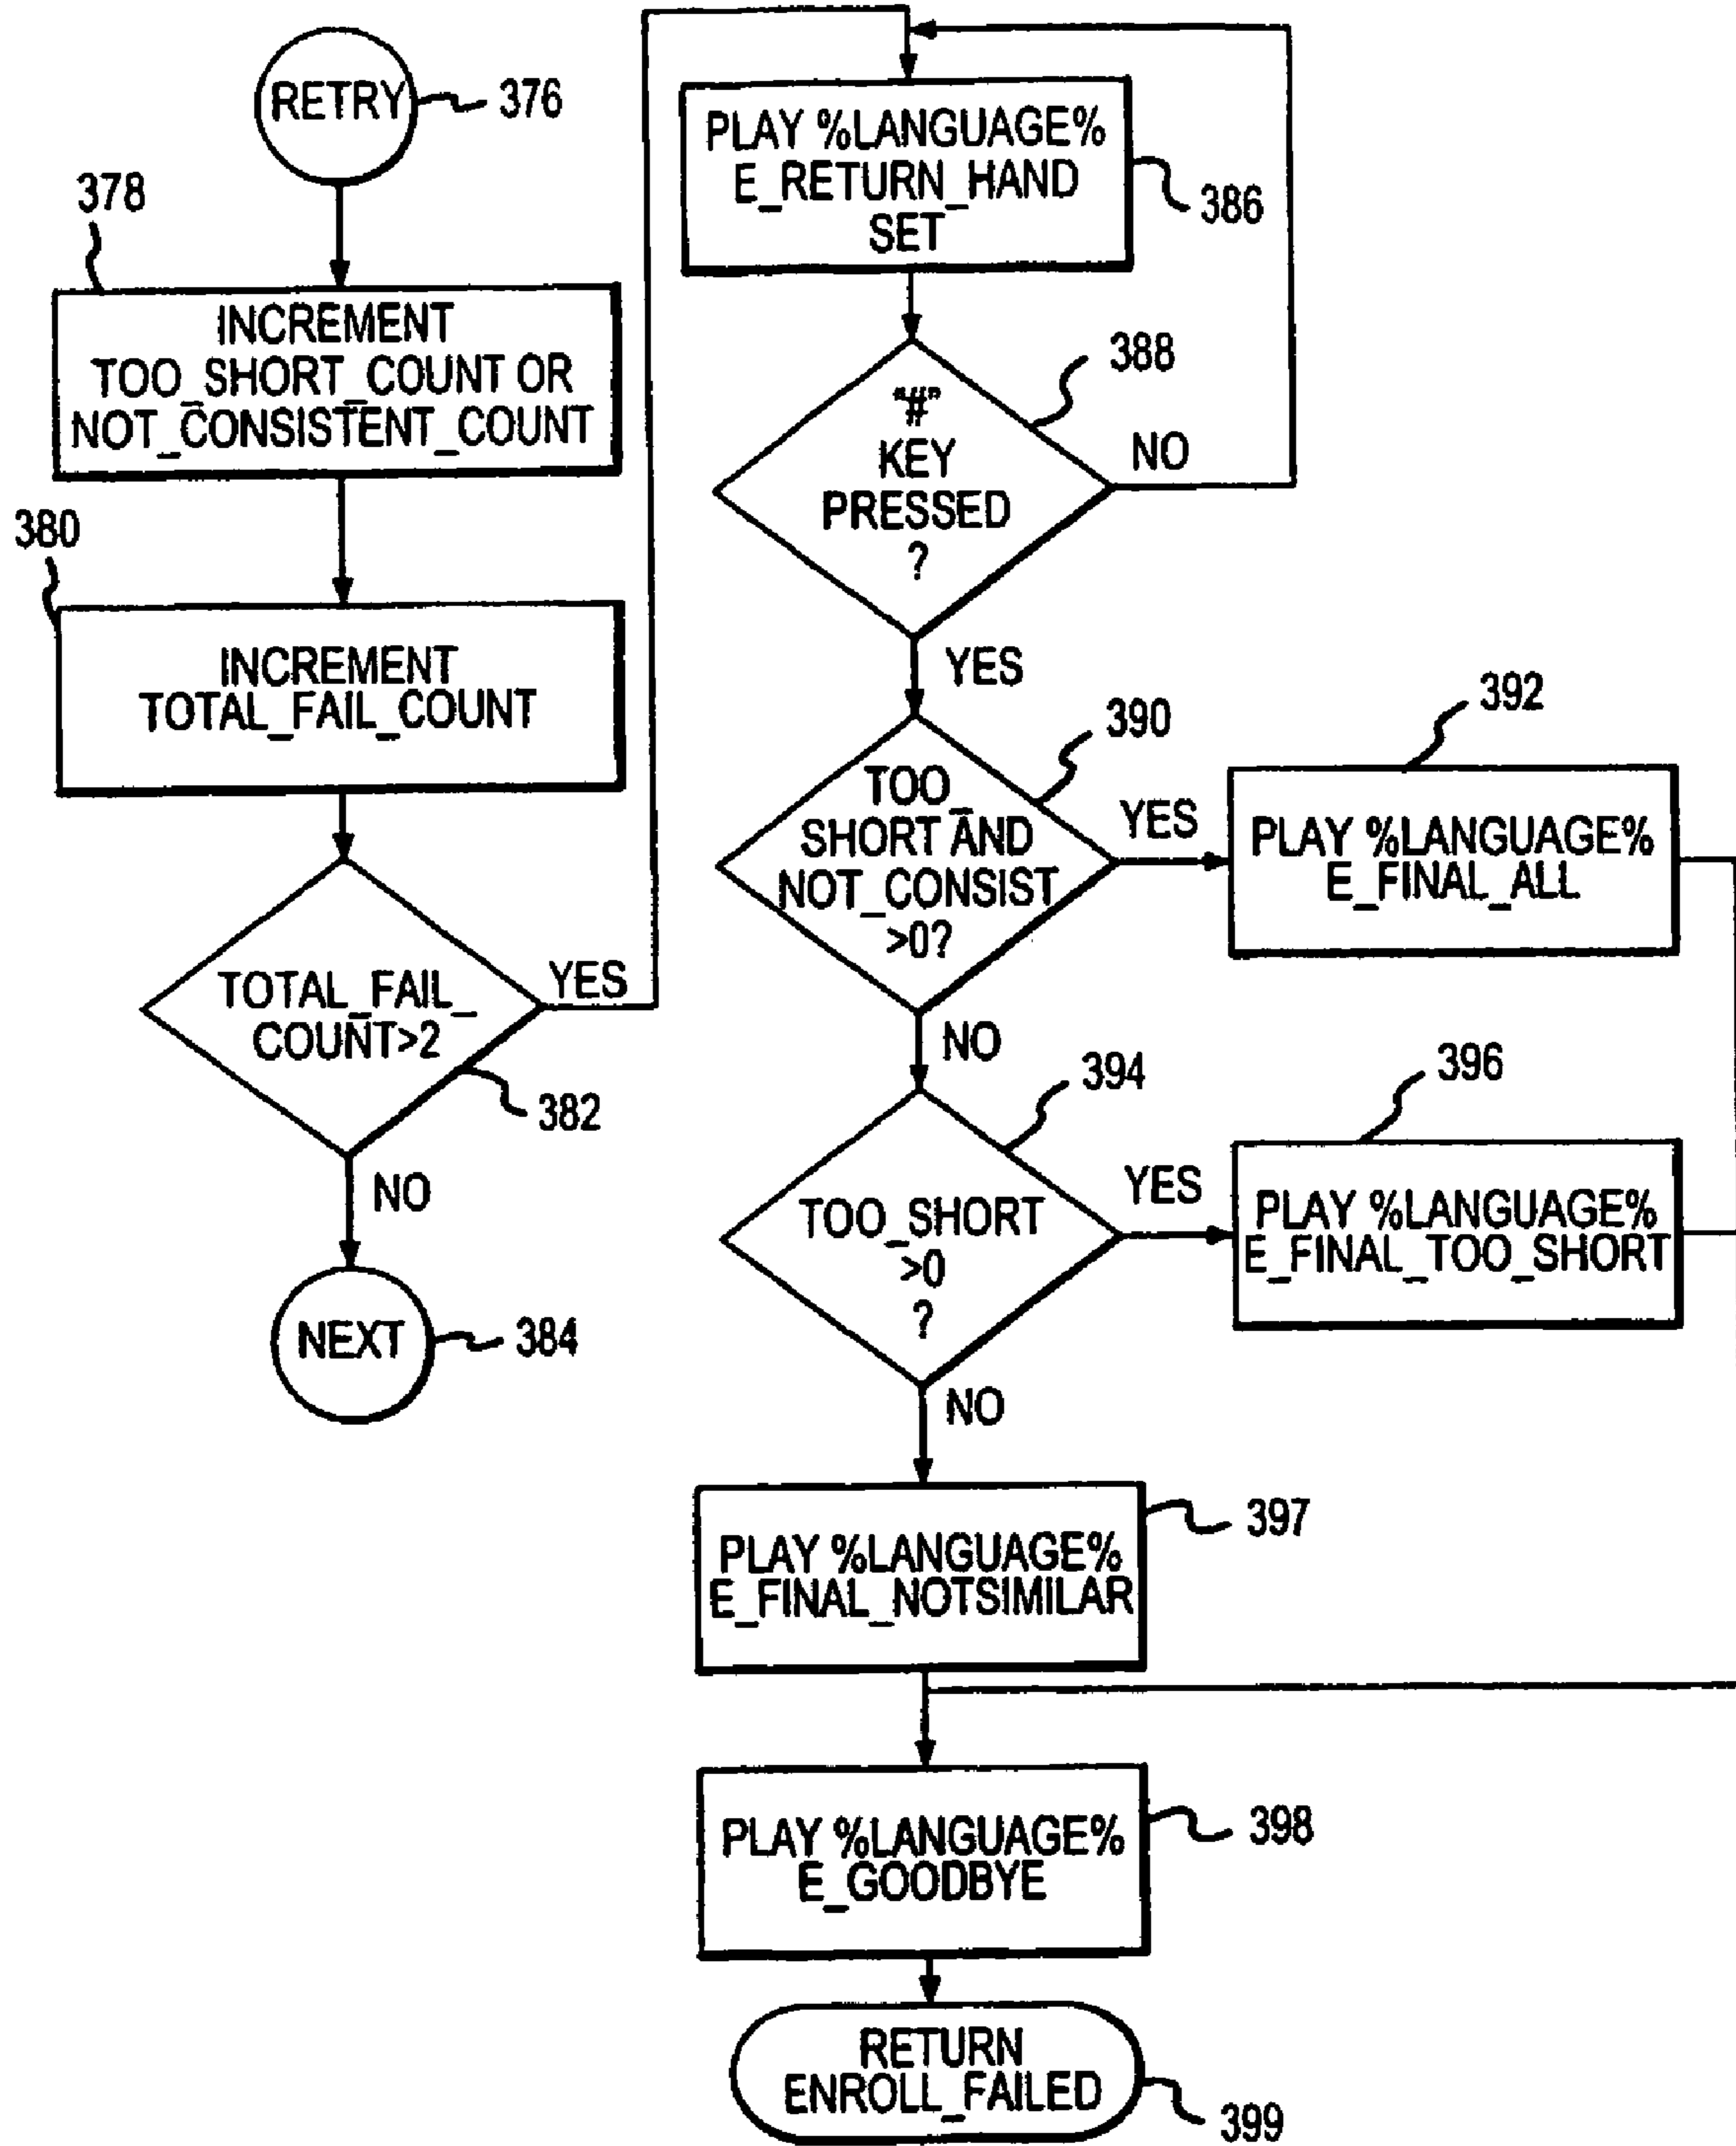 RETRY
376
378
INCREMENT
TOO_SHORT_COUNT OR
NOT_CONSISTENT_COUNT
380
INCREMENT
TOTAL_FAIL_COUNT
TOTAL_FAIL_
COUNT>2
YES
382
NO
NEXT
384
PLAY %LANGUAGE%
E_RETURN_HAND
SET
386
388
"#"
KEY
PRESSED
?
NO
YES
390
TOO_
SHORT AND
NOT_CONSIST
>0?
YES
392
PLAY %LANGUAGE%
E_FINAL_ALL
NO
394
TOO_SHORT
>0
?
YES
396
PLAY %LANGUAGE%
E_FINAL_TOO_SHORT
NO
397
PLAY %LANGUAGE%
E_FINAL_NOTSIMILAR
398
PLAY %LANGUAGE%
E_GOODBYE
RETURN
ENROLL_FAILED
399